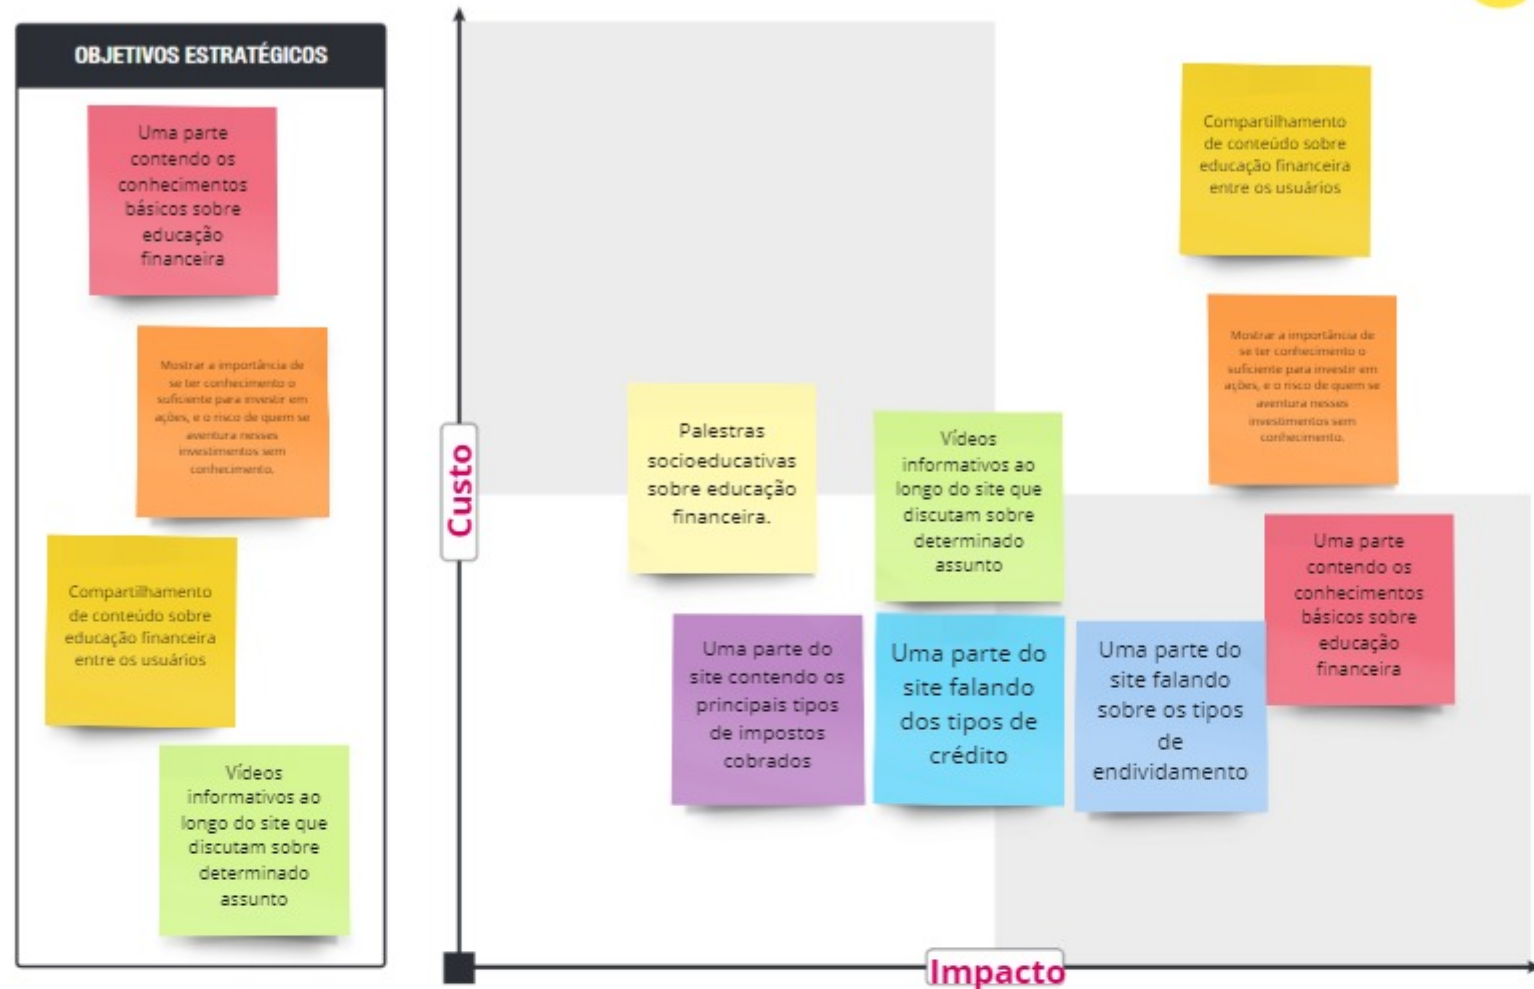 OBJETIVOS ESTRATÉGICOS
Uma parte
contendo os
conhecimentos
básicos sobre
educação
financeira
Mostrar a importância de
se ter conhecimento o
suficiente para investir em
ações, e o risco de quem se
aventura nesses
investimentos sem
conhecimento.
Compartilhamento
de conteúdo sobre
educação financeira
entre os usuários
Vídeos
informativos ao
longo do site que
discutam sobre
determinado
assunto
Custo
Compartilhamento
de conteúdo sobre
educação financeira
entre os usuários
Mostrar a importância de
se ter conhecimento o
suficiente para investir em
ações, e o risco de quem se
aventura nesses
investimentos sem
conhecimento.
Palestras
socioeducativas
sobre educação
financeira.
Vídeos
informativos ao
longo do site que
discutam sobre
determinado
assunto
Uma parte
contendo os
conhecimentos
básicos sobre
educação
financeira
Uma parte do
site contendo os
principais tipos
de impostos
cobrados
Uma parte do
site falando
dos tipos de
crédito
Uma parte do
site falando
sobre os tipos
de
endividamento
Impacto